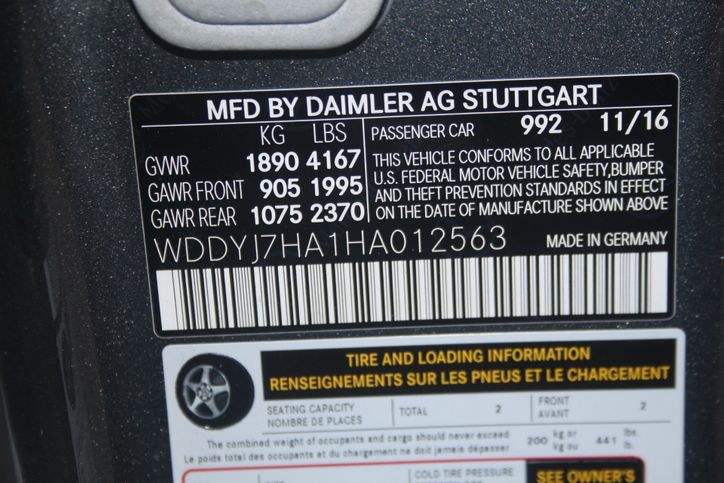 MFD BY DAIMLER AG STUTTGART
KG LBS
GVWR 1890 4167
GAWR FRONT 905 1995
GAWR REAR 1075 2370
PASSENGER CAR 992 11/16
THIS VEHICLE CONFORMS TO ALL APPLICABLE
U.S. FEDERAL MOTOR VEHICLE SAFETY,BUMPER
AND THEFT PREVENTION STANDARDS IN EFFECT
ON THE DATE OF MANUFACTURE SHOWN ABOVE
WDDYJ7HA1HA012563 MADE IN GERMANY
TIRE AND LOADING INFORMATION
RENSEIGNEMENTS SUR LES PNEUS ET LE CHARGEMENT
SEATING CAPACITY
NOMBRE DE PLACES
TOTAL 2
FRONT
AVANT
2
The combined weight of occupants and cargo should never exceed
Le poids total des occupants et du chargement ne doit jamais dépasser
200 kg or
kg ou
441 lbs.
lb.
COLD TIRE PRESSURE
SEE OWNER'S